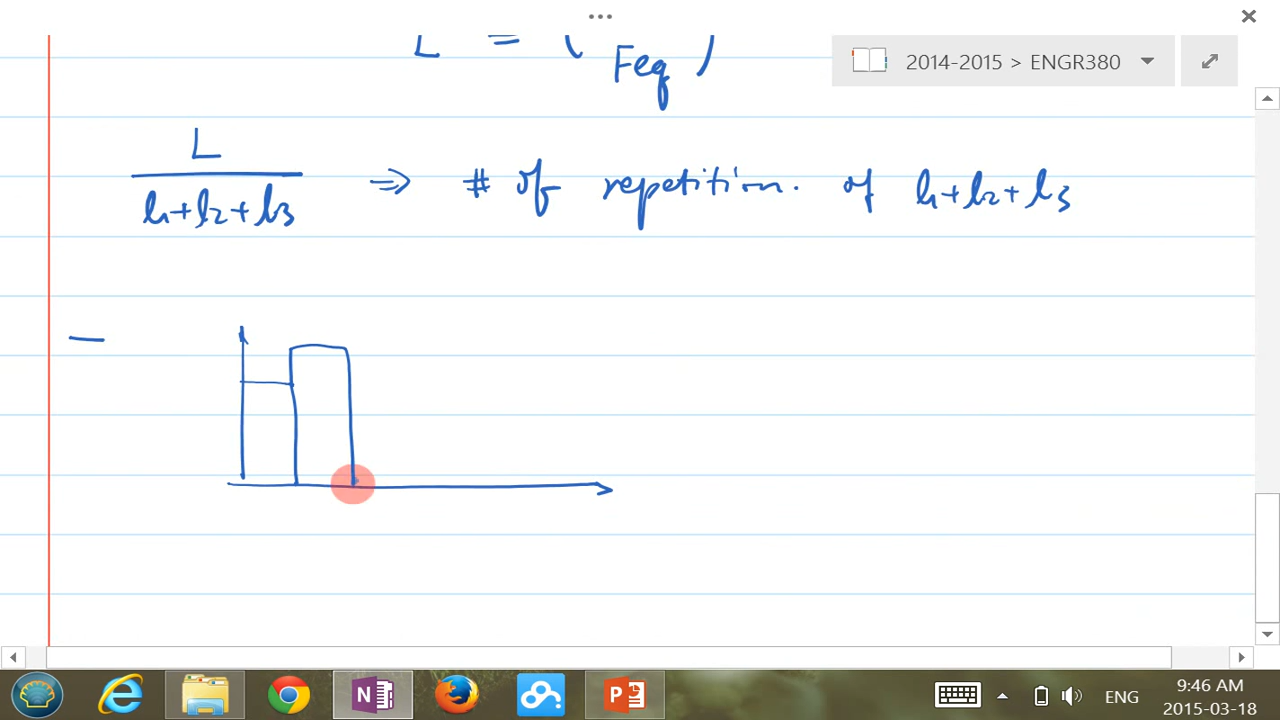 2014-2015 > ENGR380
L = (
Feq )
L
l1+l2+l3 => # of repetition. of l1+l2+l3
ENG
9:46 AM
2015-03-18